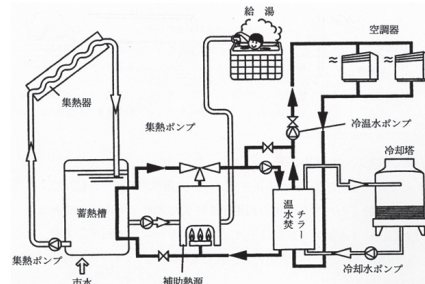 給湯
空調器
集熱器
集熱ポンプ
冷温水ポンプ
冷却塔
蓄熱槽
温水焚
チラー
集熱ポンプ
市水
補助熱源
冷却水ポンプ